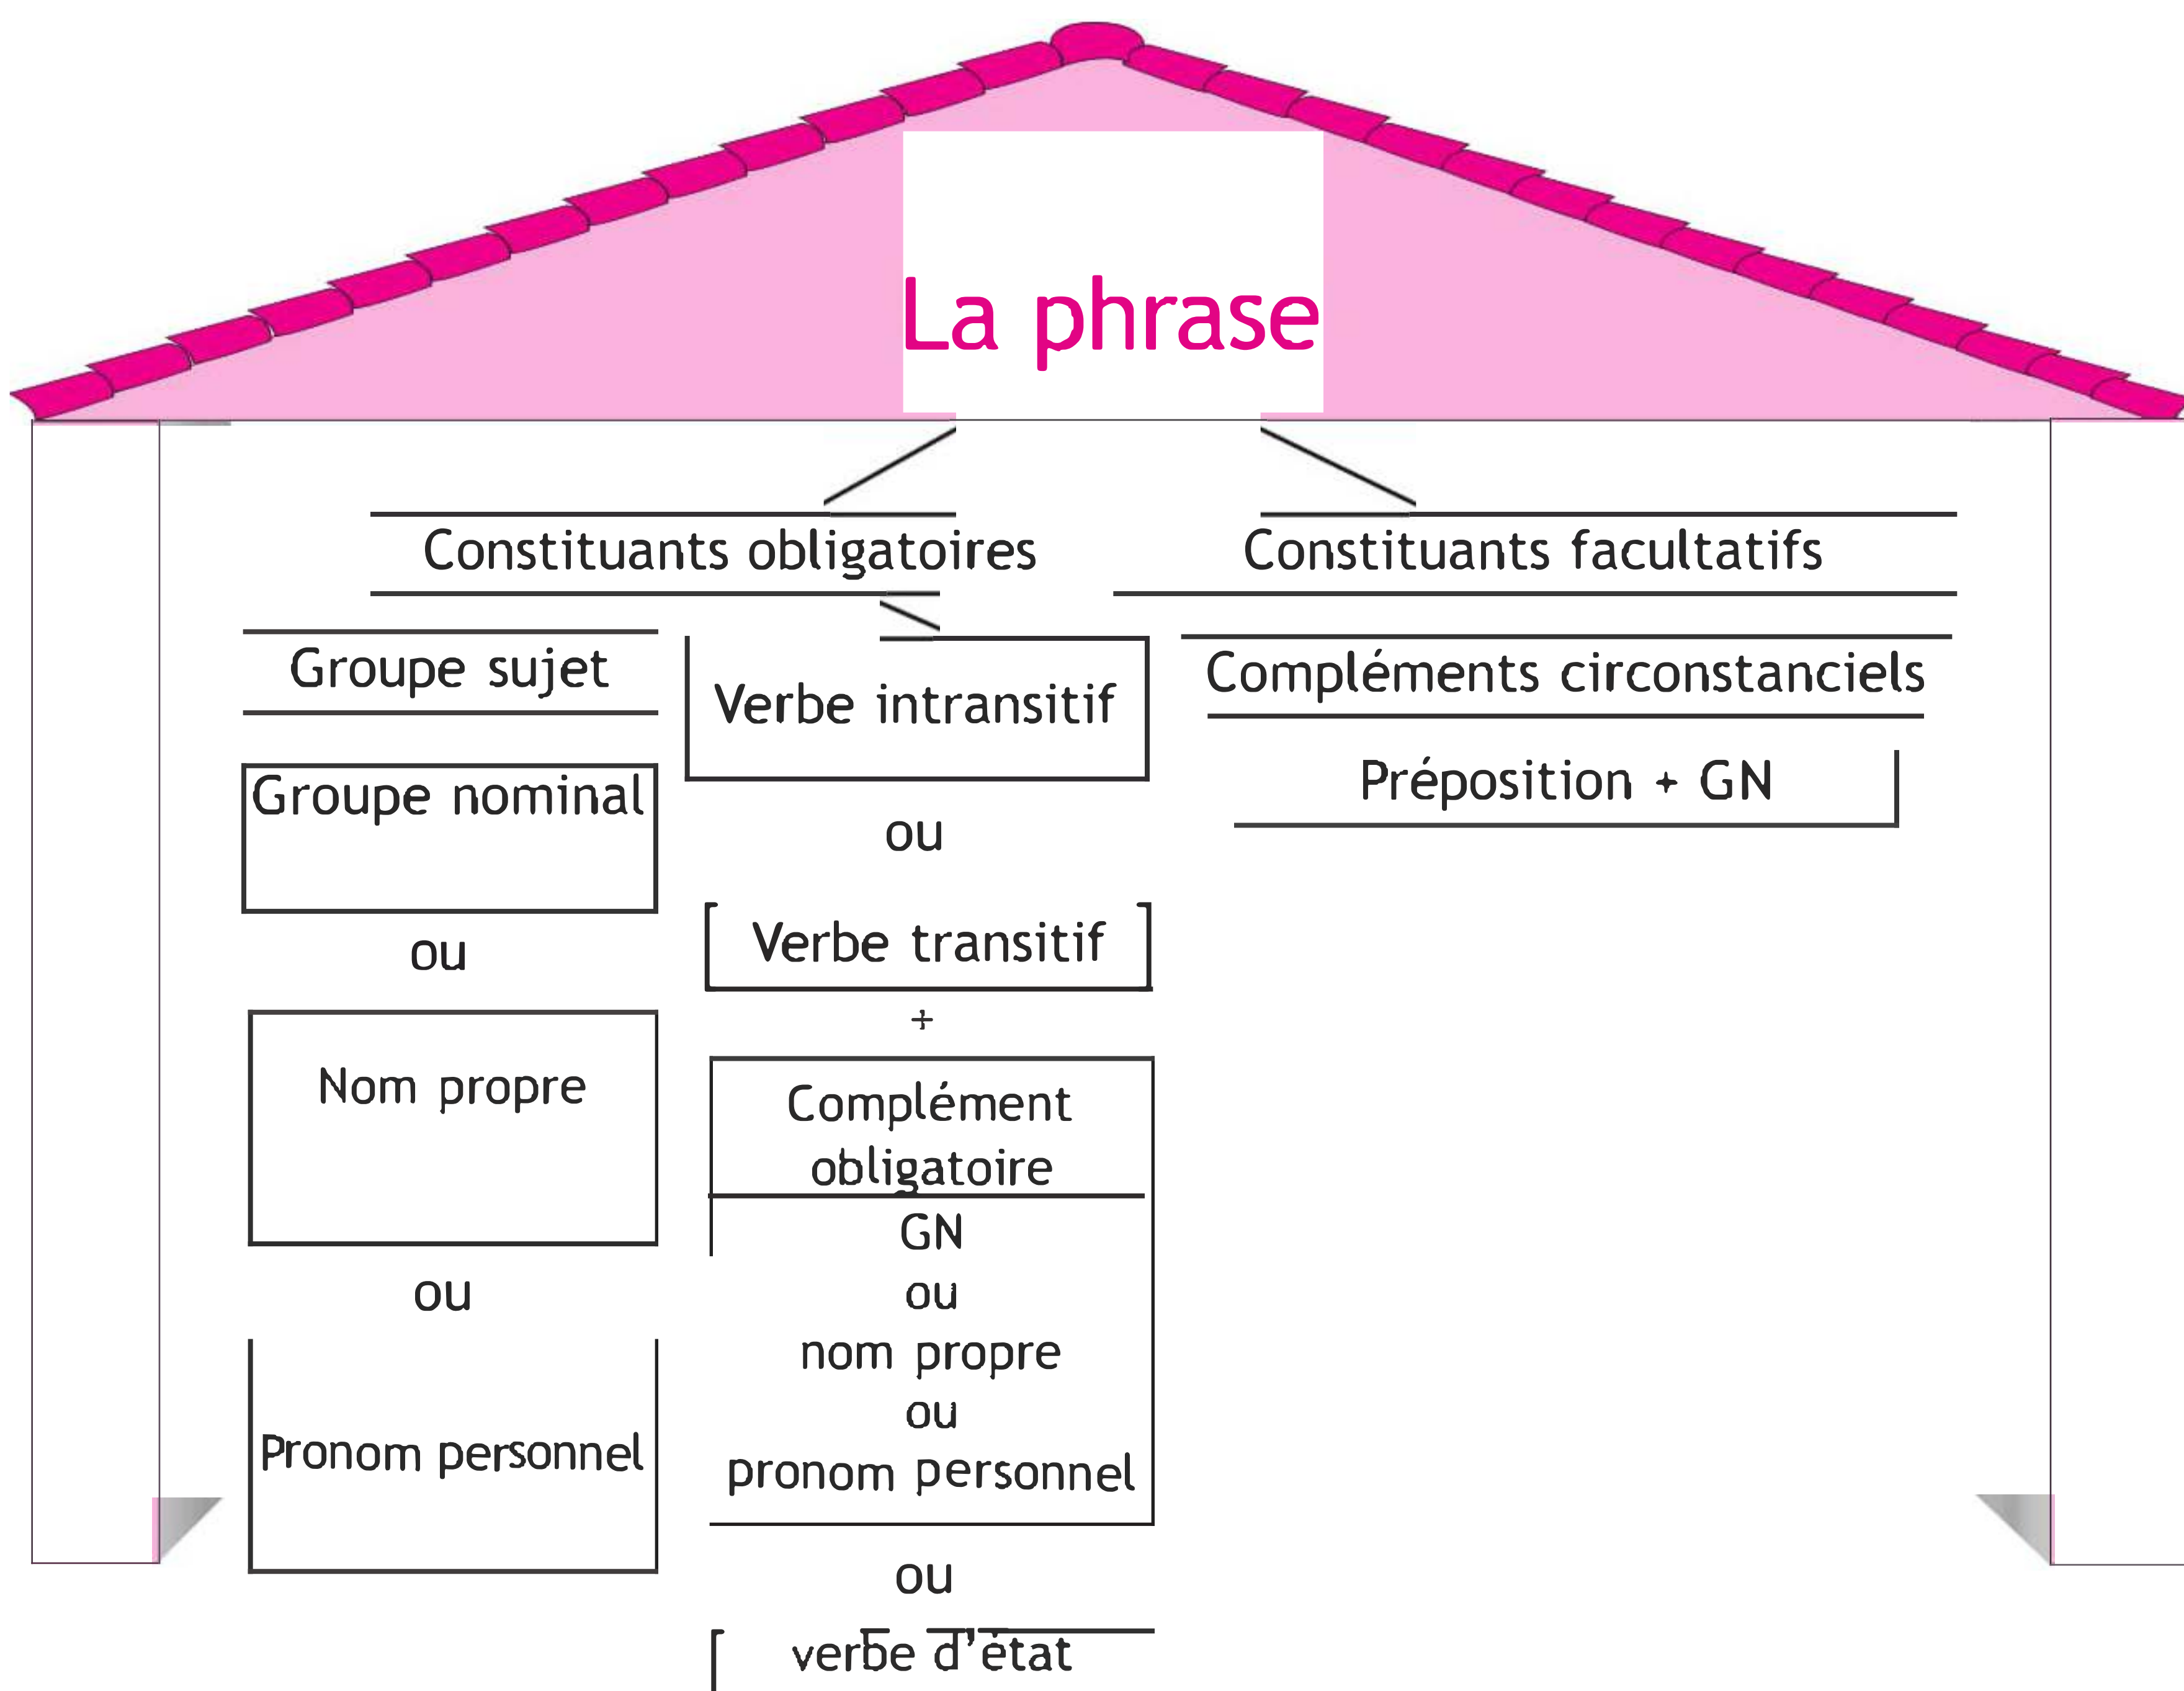 La phrase
Constituants obligatoires
Constituants facultatifs
Groupe sujet
Groupe nominal
ou
Nom propre
ou
Pronom personnel
Verbe intransitif
ou
Verbe transitif
+
Complément
obligatoire
GN
ou
nom propre
ou
pronom personnel
ou
verbe d'état
Compléments circonstanciels
Préposition + GN